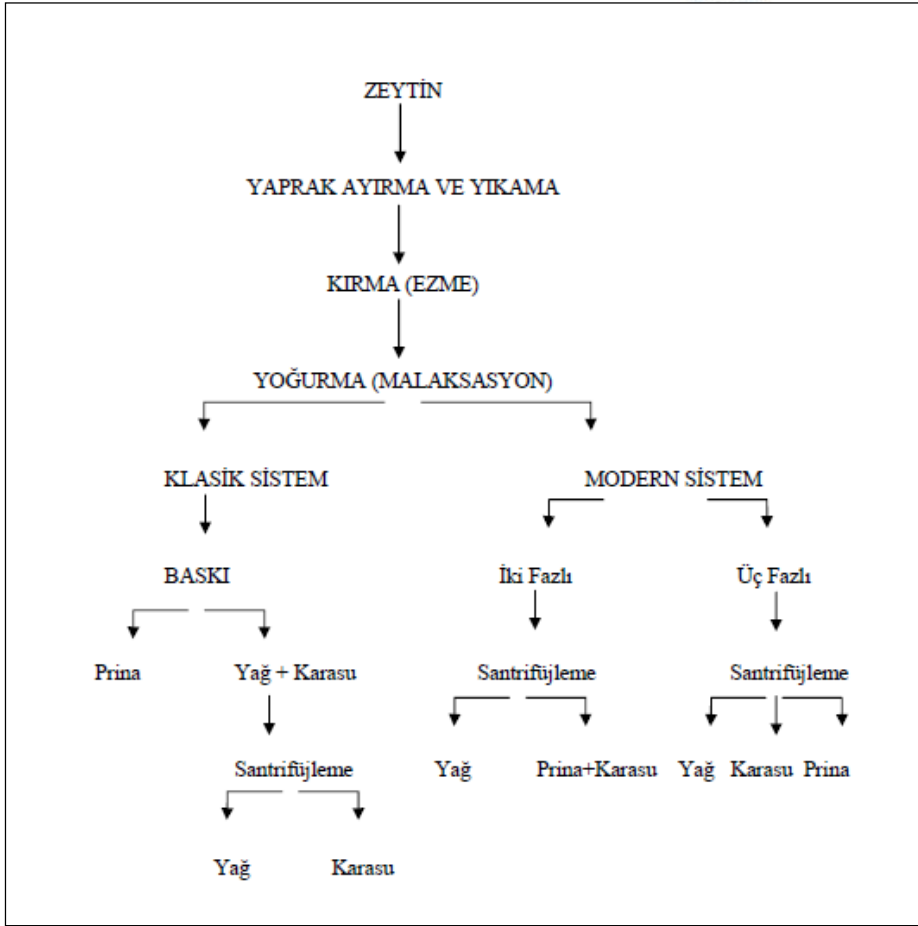 ZEYTİN
YAPRAK AYIRMA VE YIKAMA
KIRMA (EZME)
YOĞURMA (MALAKSASYON)
KLASİK SİSTEM MODERN SİSTEM
BASKI İki Fazlı Üç Fazlı
Prina Yağ + Karasu Santrifüjleme Santrifüjleme
Santrifüjleme Yağ Prina+Karasu Yağ Karasu Prina
Yağ Karasu